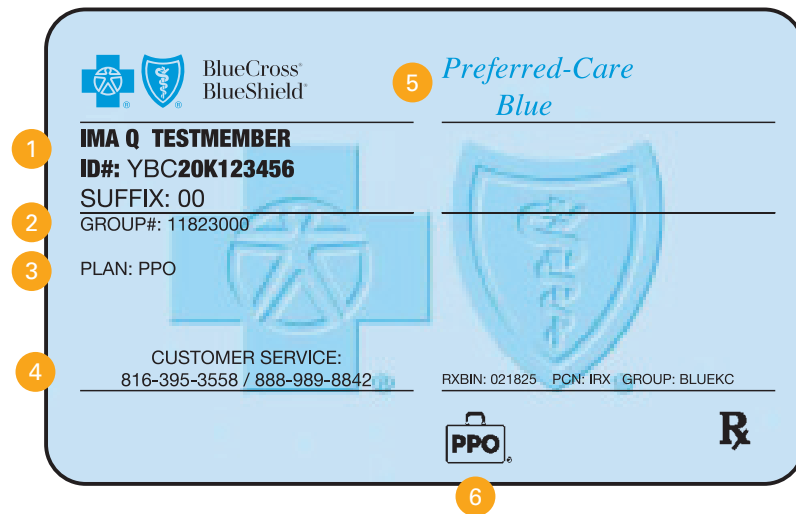 BlueCross®
BlueShield®
5
Preferred-Care
Blue
1
IMA Q TESTMEMBER
ID#: YBC20K123456
SUFFIX: 00
2
GROUP#: 11823000
3
PLAN: PPO
4
CUSTOMER SERVICE:
816-395-3558 / 888-989-8842
RXBIN: 021825 PCN: IRX GROUP: BLUEKC
PPO®
Rx
6